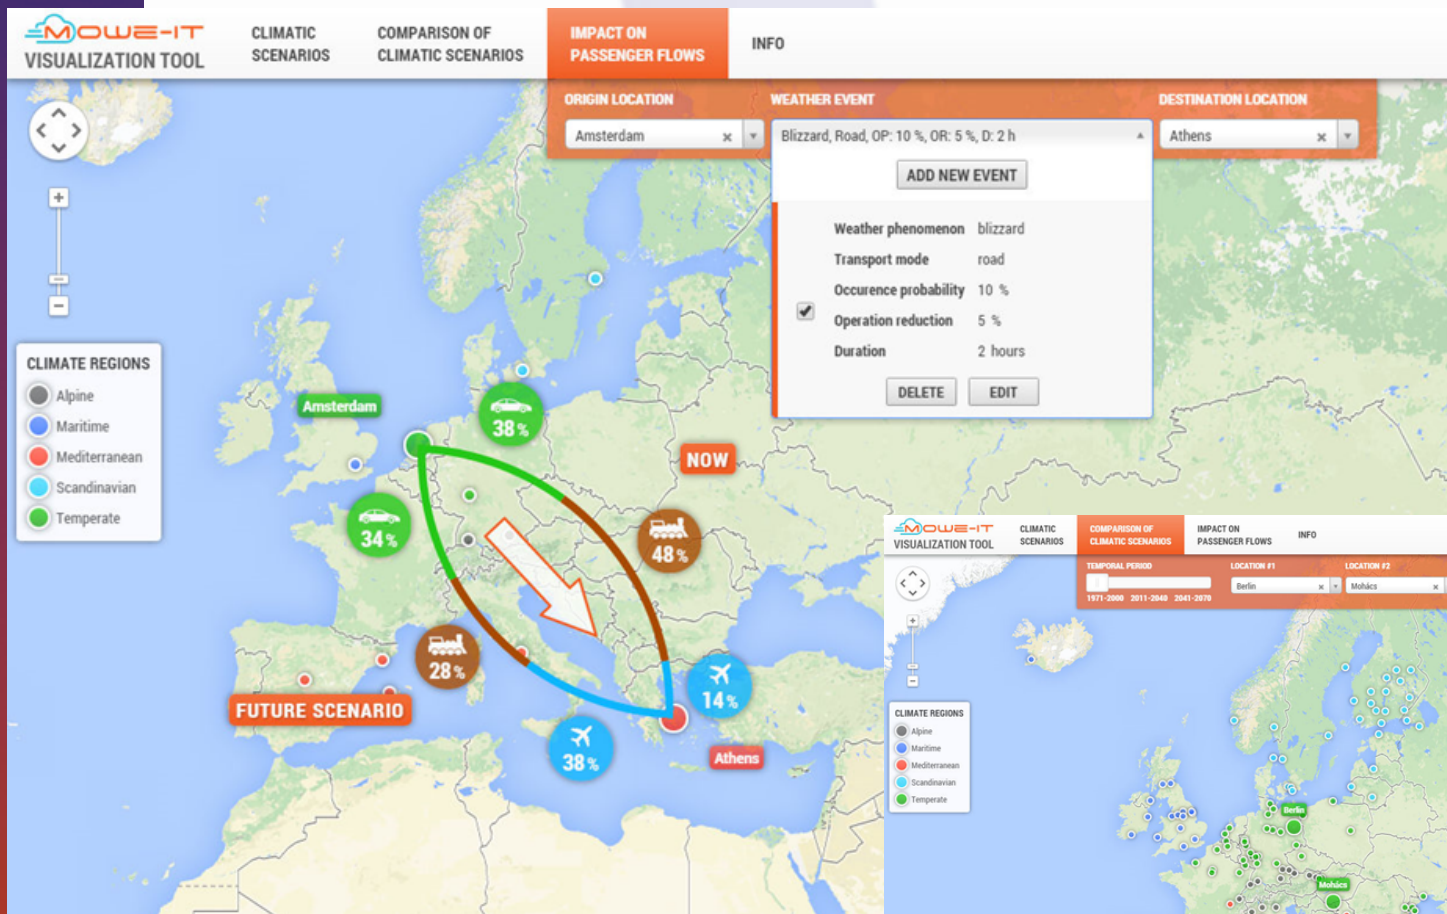 MOWE-IT
VISUALIZATION TOOL
CLIMATIC
SCENARIOS
COMPARISON OF
CLIMATIC SCENARIOS
IMPACT ON
PASSENGER FLOWS
INFO
ORIGIN LOCATION
WEATHER EVENT
DESTINATION LOCATION
Amsterdam
Blizzard, Road, OP: 10 %, OR: 5 %, D: 2 h
Athens
ADD NEW EVENT
Weather phenomenon blizzard
Transport mode road
Occurence probability 10 %
Operation reduction 5 %
Duration 2 hours
DELETE
EDIT
CLIMATE REGIONS
Alpine
Maritime
Mediterranean
Scandinavian
Temperate
Amsterdam
38%
NOW
34%
48%
28%
14%
FUTURE SCENARIO
38%
Athens
MOWE-IT
VISUALIZATION TOOL
CLIMATIC
SCENARIOS
COMPARISON OF
CLIMATIC SCENARIOS
IMPACT ON
PASSENGER FLOWS
INFO
TEMPORAL PERIOD
LOCATION #1
LOCATION #2
Berlin
Mohács
1971-2000 2011-2040 2041-2070
CLIMATE REGIONS
Alpine
Maritime
Mediterranean
Scandinavian
Temperate
Berlin
Mohács